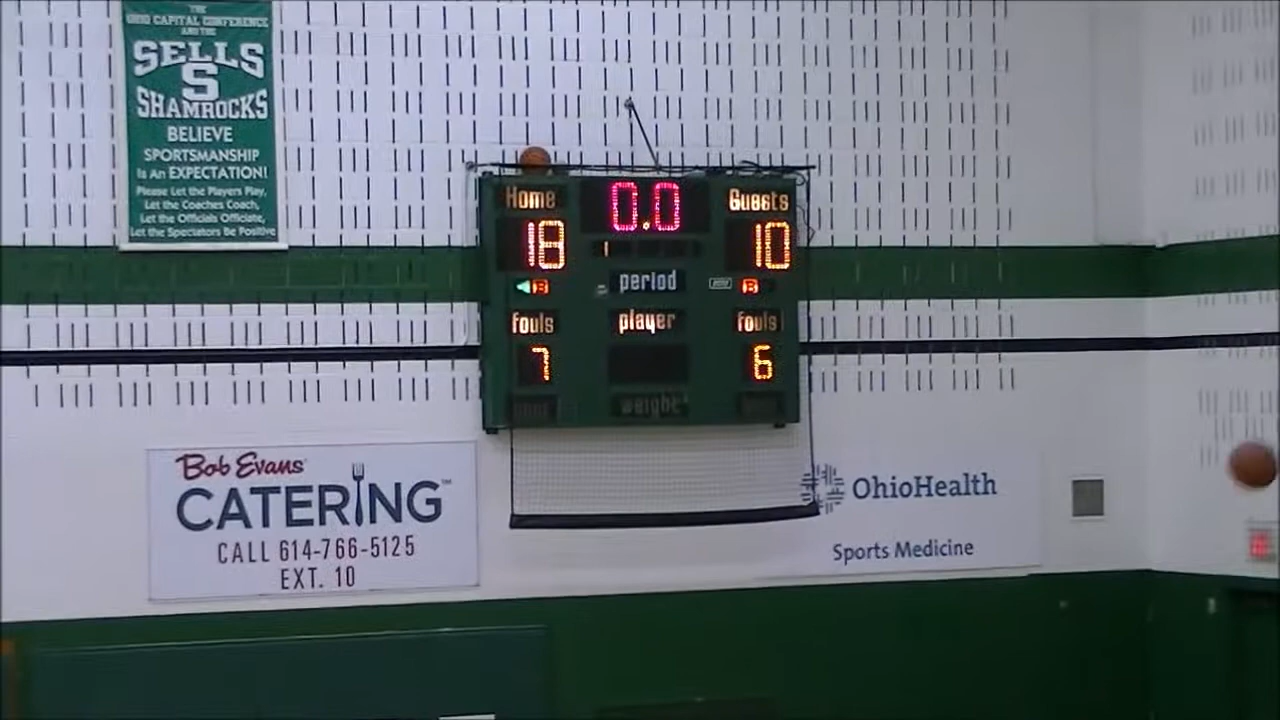 THE
OHIO CAPITAL CONFERENCE
AND THE
SELLS
S
SHAMROCKS
BELIEVE
SPORTSMANSHIP
IS AN EXPECTATION!
Please Let the Players Play,
Let the Coaches Coach,
Let the Officials Officiate,
Let the Spectators Be Positive
Home
0.0
Guests
18
1
10
B
period
B
fouls
player
fouls
7
6
weight
Bob Evans
CATERING™
CALL 614-766-5125
EXT. 10
OhioHealth
Sports Medicine